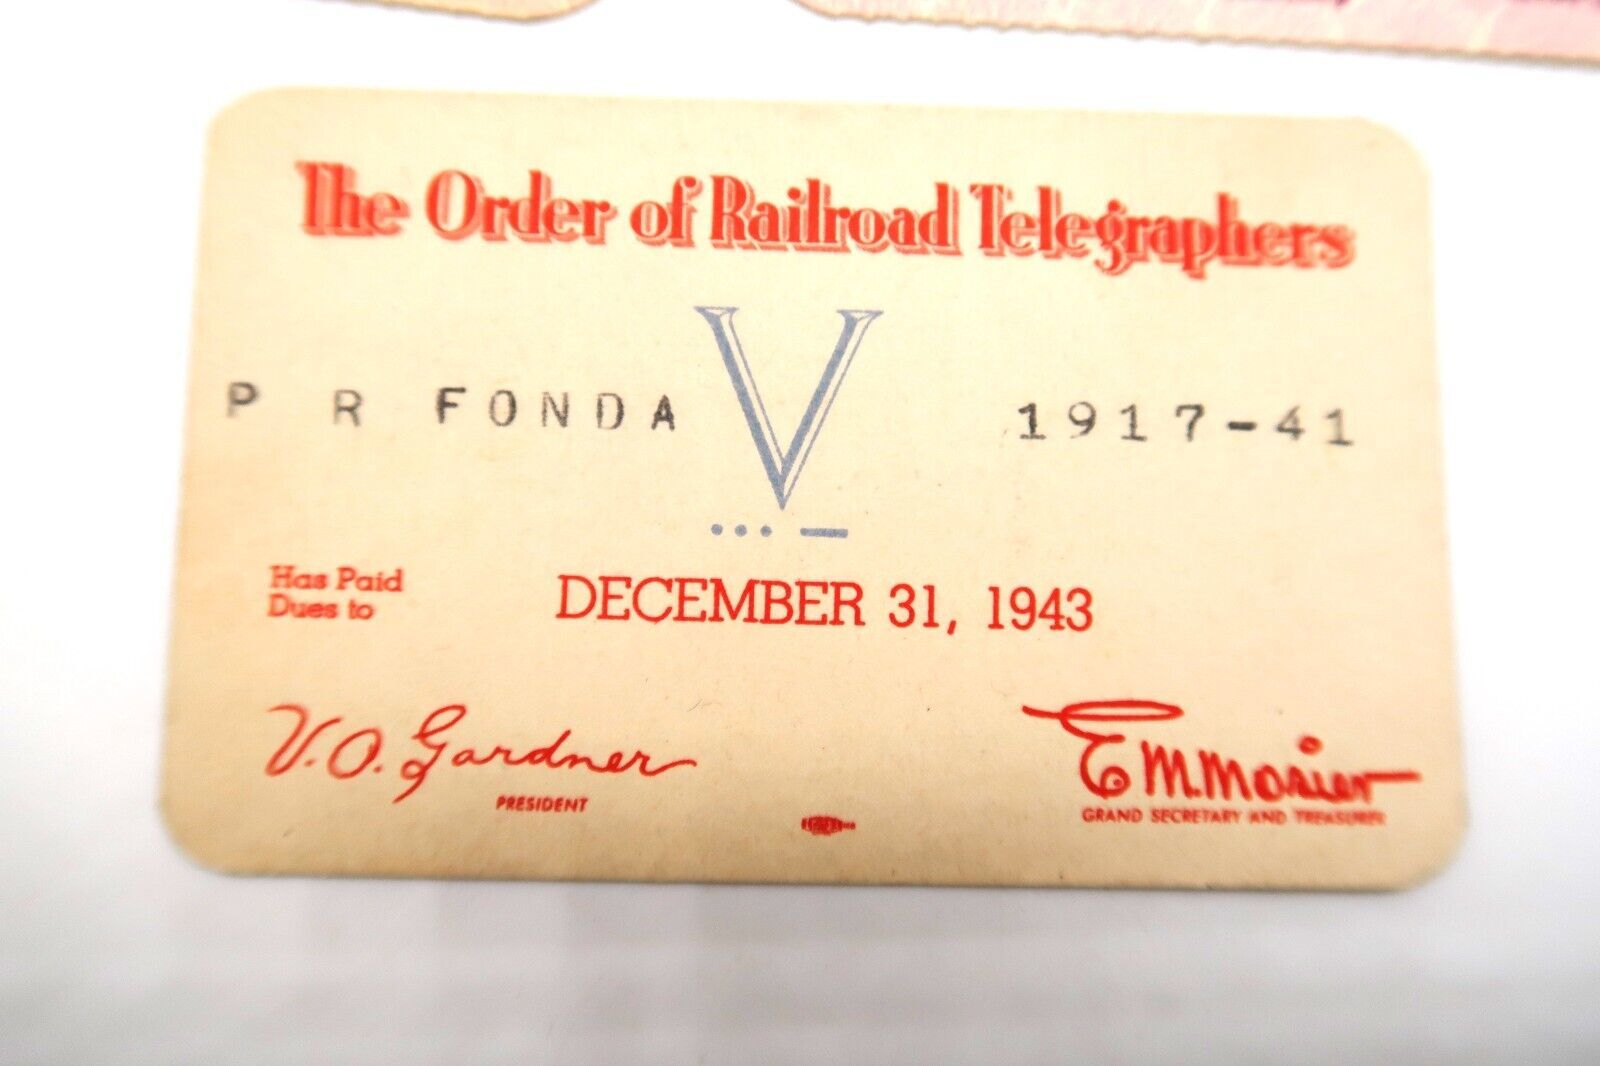 The Order of Railroad Telegraphers
V
P R FONDA 1917-41
Has Paid
Dues to
DECEMBER 31, 1943
V.O. Gardner
PRESIDENT
E.M. Mosier
GRAND SECRETARY AND TREASURER